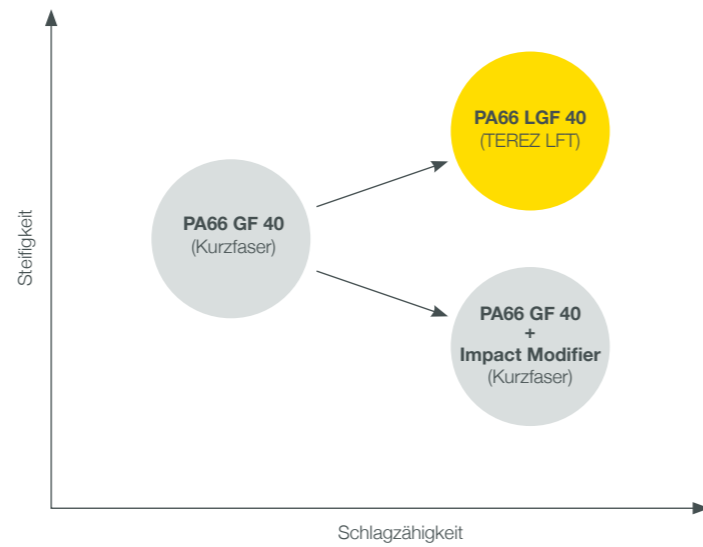 PA66 LGF 40
(TEREZ LFT)
PA66 GF 40
(Kurzfaser)
Steifigkeit
PA66 GF 40
+
Impact Modifier
(Kurzfaser)
Schlagzähigkeit